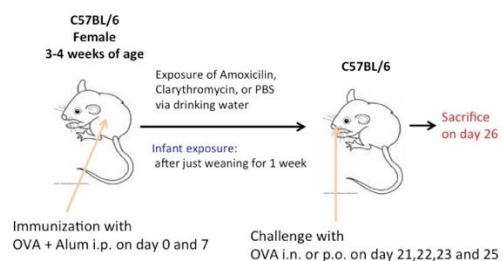 C57BL/6
Female
3-4 weeks of age
Exposure of Amoxicilin,
Clarythromycin, or PBS
via drinking water
Infant exposure:
after just weaning for 1 week
C57BL/6
Sacrifice
on day 26
Immunization with
OVA + Alum i.p. on day 0 and 7
Challenge with
OVA i.n. or p.o. on day 21,22,23 and 25